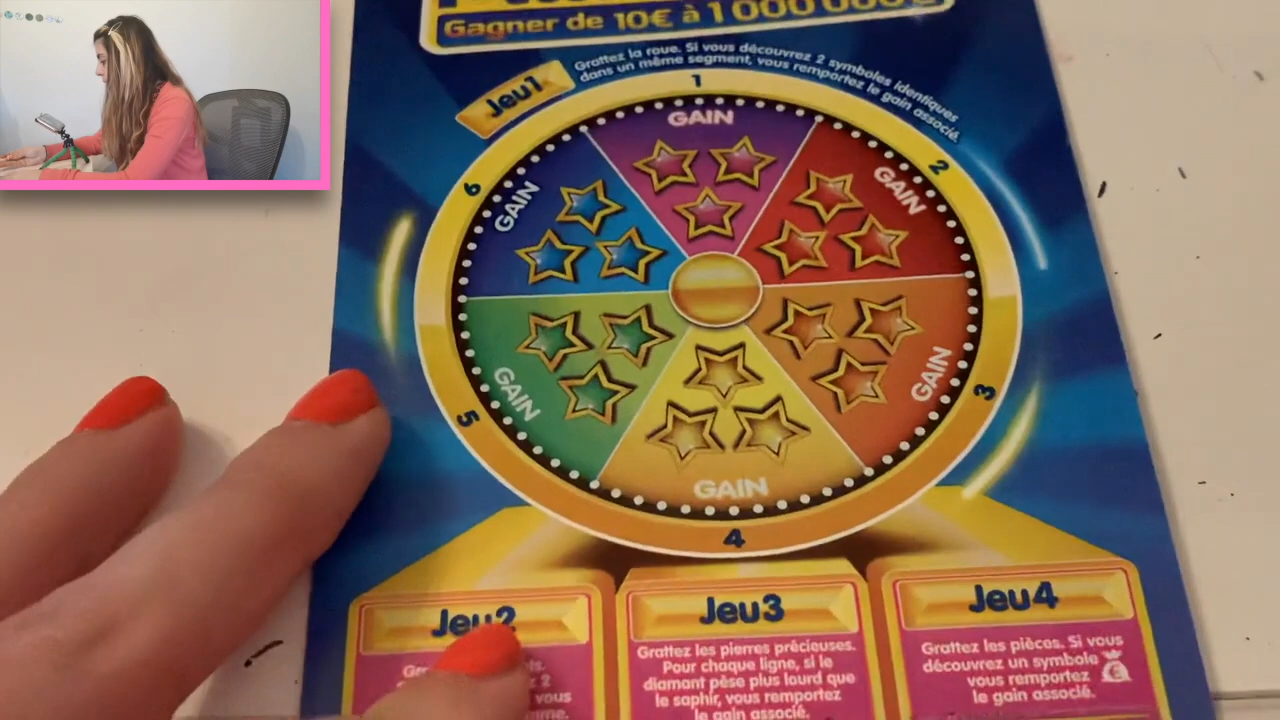 Gagner de 10€ à 1 000 000€
Jeu1
Grattez la roue. Si vous découvrez 2 symboles identiques
dans un même segment, vous remportez le gain associé.
1
GAIN
2
GAIN
3
GAIN
4
GAIN
5
GAIN
6
GAIN
Jeu2
2
vous
Jeu3
Grattez les pierres précieuses.
Pour chaque ligne, si le
diamant pèse plus lourd que
le saphir, vous remportez
le gain associé.
Jeu4
Grattez les pièces. Si vous
découvrez un symbole
vous remportez
le gain associé.